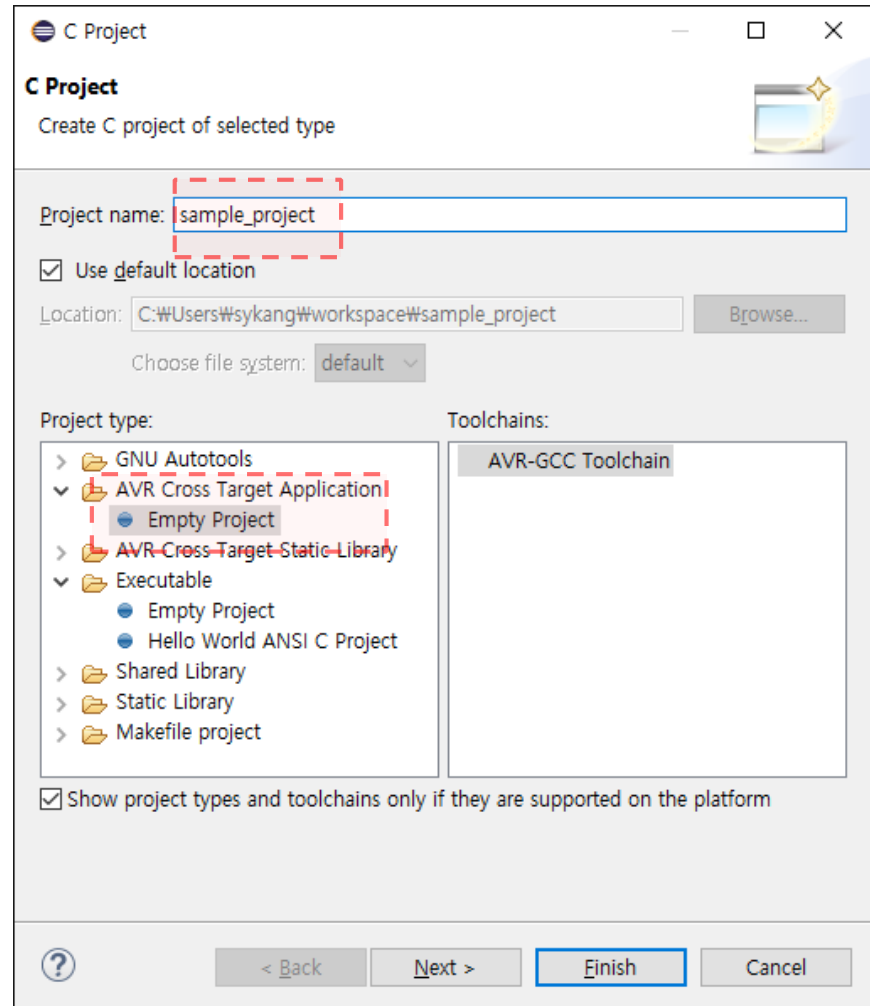 C Project
C Project
Create C project of selected type
Project name: sample_project
Use default location
Location: C:₩Users₩sykang₩workspace₩sample_project Browse...
Choose file system: default
Project type: Toolchains:
GNU Autotools AVR-GCC Toolchain
AVR Cross Target Application
Empty Project
AVR Cross Target Static Library
Executable
Empty Project
Hello World ANSI C Project
Shared Library
Static Library
Makefile project
Show project types and toolchains only if they are supported on the platform
? < Back Next > Finish Cancel